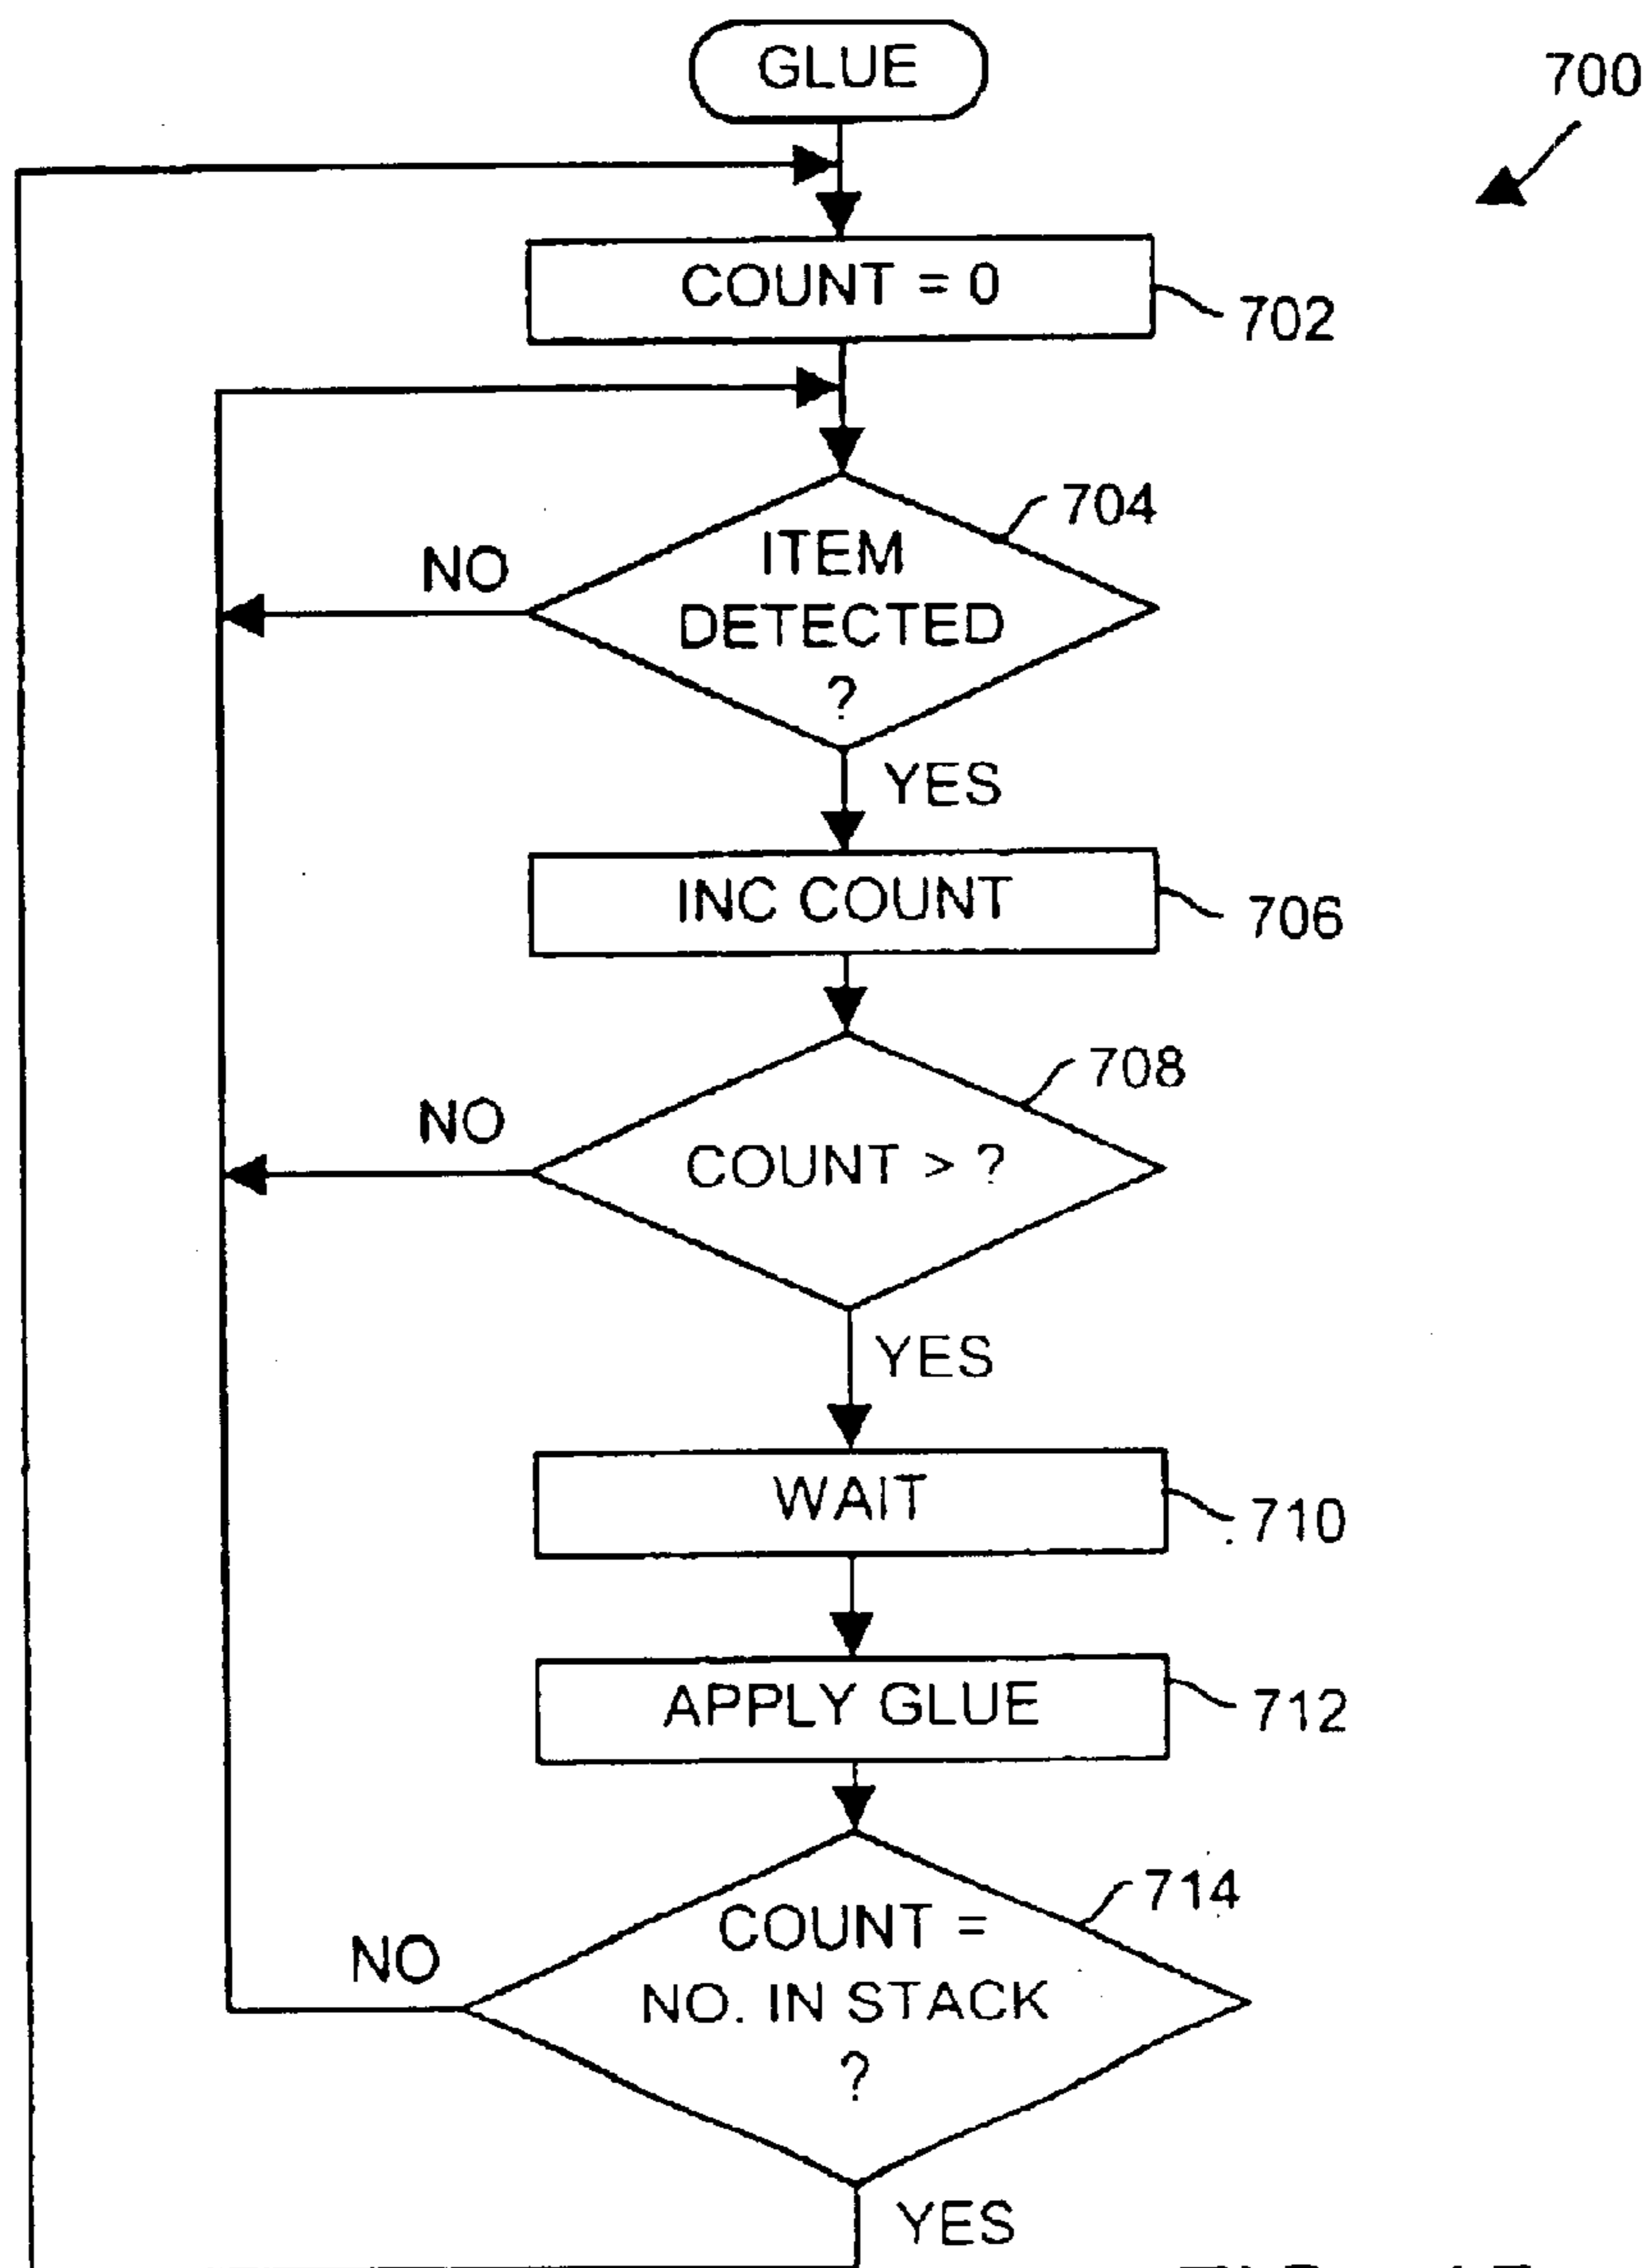 GLUE
700
COUNT = 0
702
704
ITEM
DETECTED
?
NO
YES
INC COUNT
706
708
COUNT > ?
NO
YES
WAIT
710
APPLY GLUE
712
714
COUNT =
NO. IN STACK
?
NO
YES